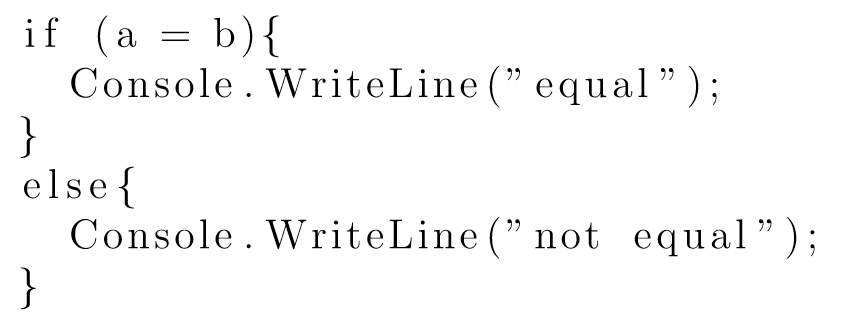 if (a = b){
  Console.WriteLine(”equal”);
}
else{
  Console.WriteLine(”not equal”);
}